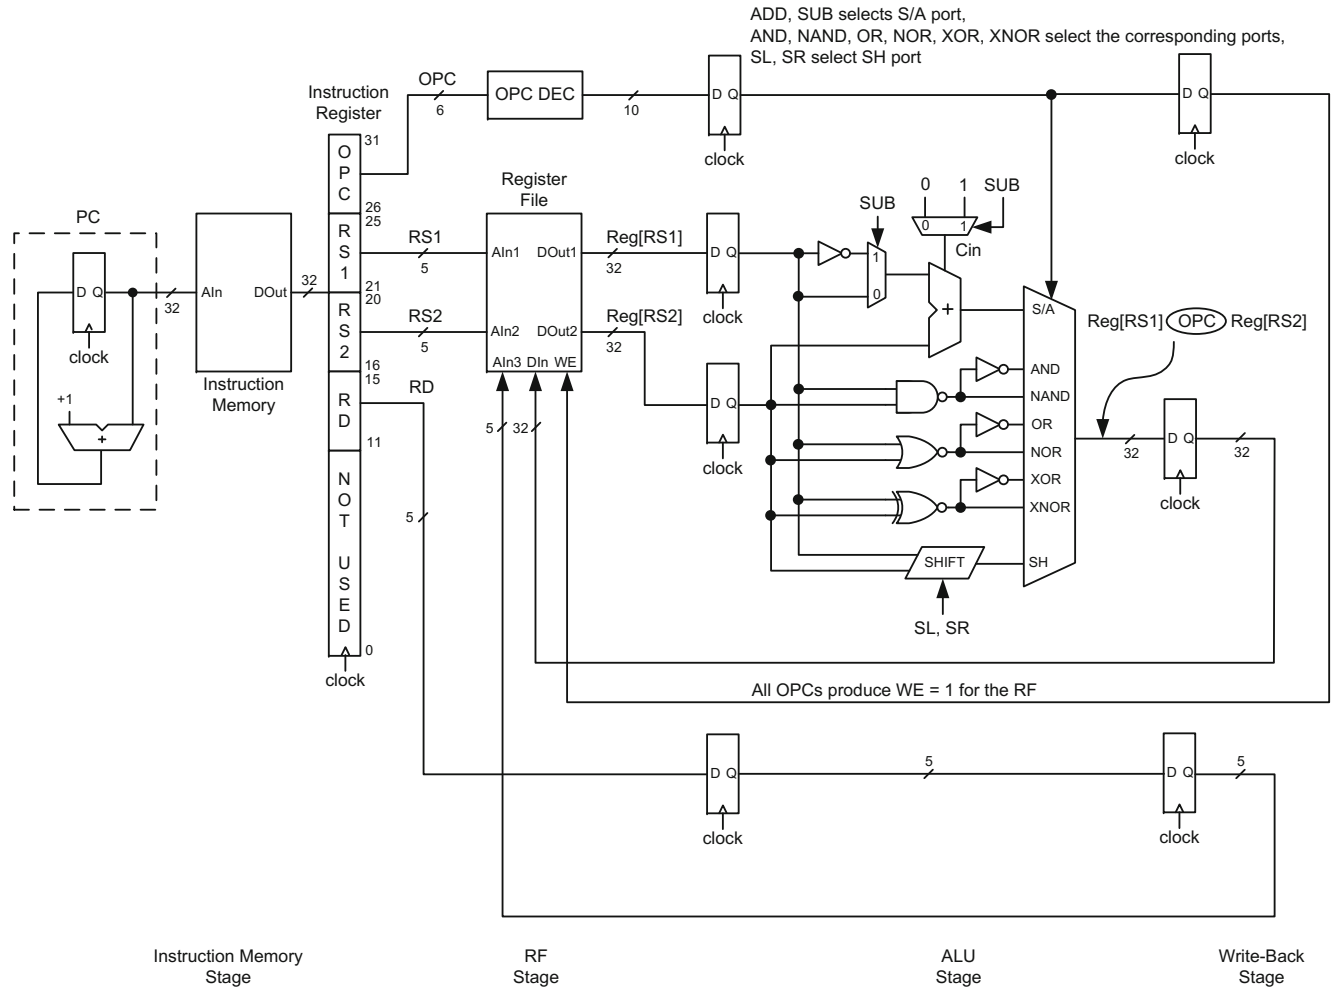 ADD, SUB selects S/A port,
AND, NAND, OR, NOR, XOR, XNOR select the corresponding ports,
SL, SR select SH port
OPC
6
OPC DEC
10
D Q
clock
D Q
clock
Instruction
Register
31
O
P
C
26
25
R
S
1
21
20
R
S
2
16
15
R
D
11
N
O
T
U
S
E
D
0
clock
PC
D Q
clock
+1
+
32
AIn
DOut
Instruction
Memory
32
RS1
5
RS2
5
RD
5
Register
File
AIn1
DOut1
AIn2
DOut2
AIn3 DIn WE
5
32
Reg[RS1]
32
Reg[RS2]
32
D Q
clock
D Q
clock
SUB
1
0
0
1
SUB
0
1
Cin
+
S/A
AND
NAND
OR
NOR
XOR
XNOR
SH
SHIFT
SL, SR
Reg[RS1] OPC Reg[RS2]
32
D Q
clock
32
All OPCs produce WE = 1 for the RF
D Q
clock
5
D Q
clock
5
Instruction Memory
Stage
RF
Stage
ALU
Stage
Write-Back
Stage